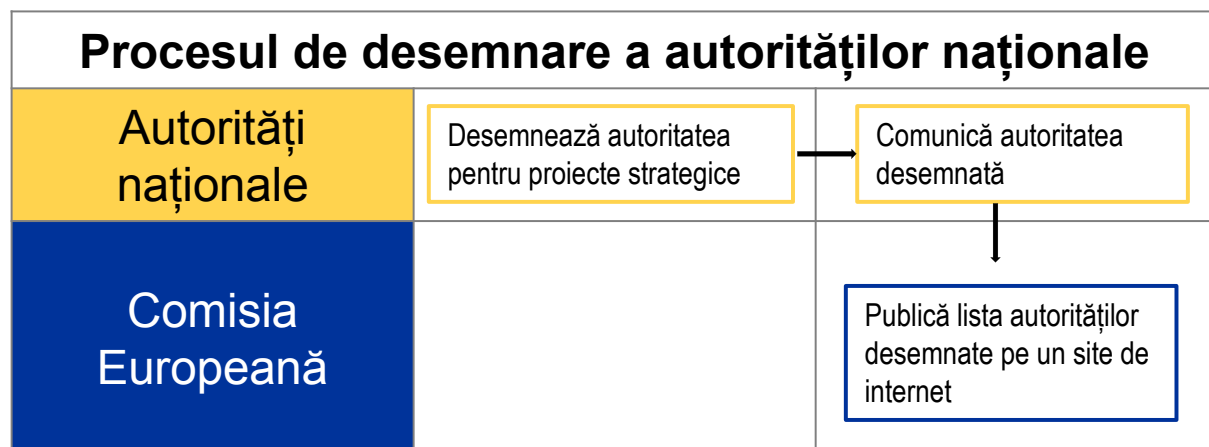 Procesul de desemnare a autorităților naționale
Autorități
naționale
Desemnează autoritatea
pentru proiecte strategice
Comunică autoritatea
desemnată
Comisia
Europeană
Publică lista autorităților
desemnate pe un site de
internet